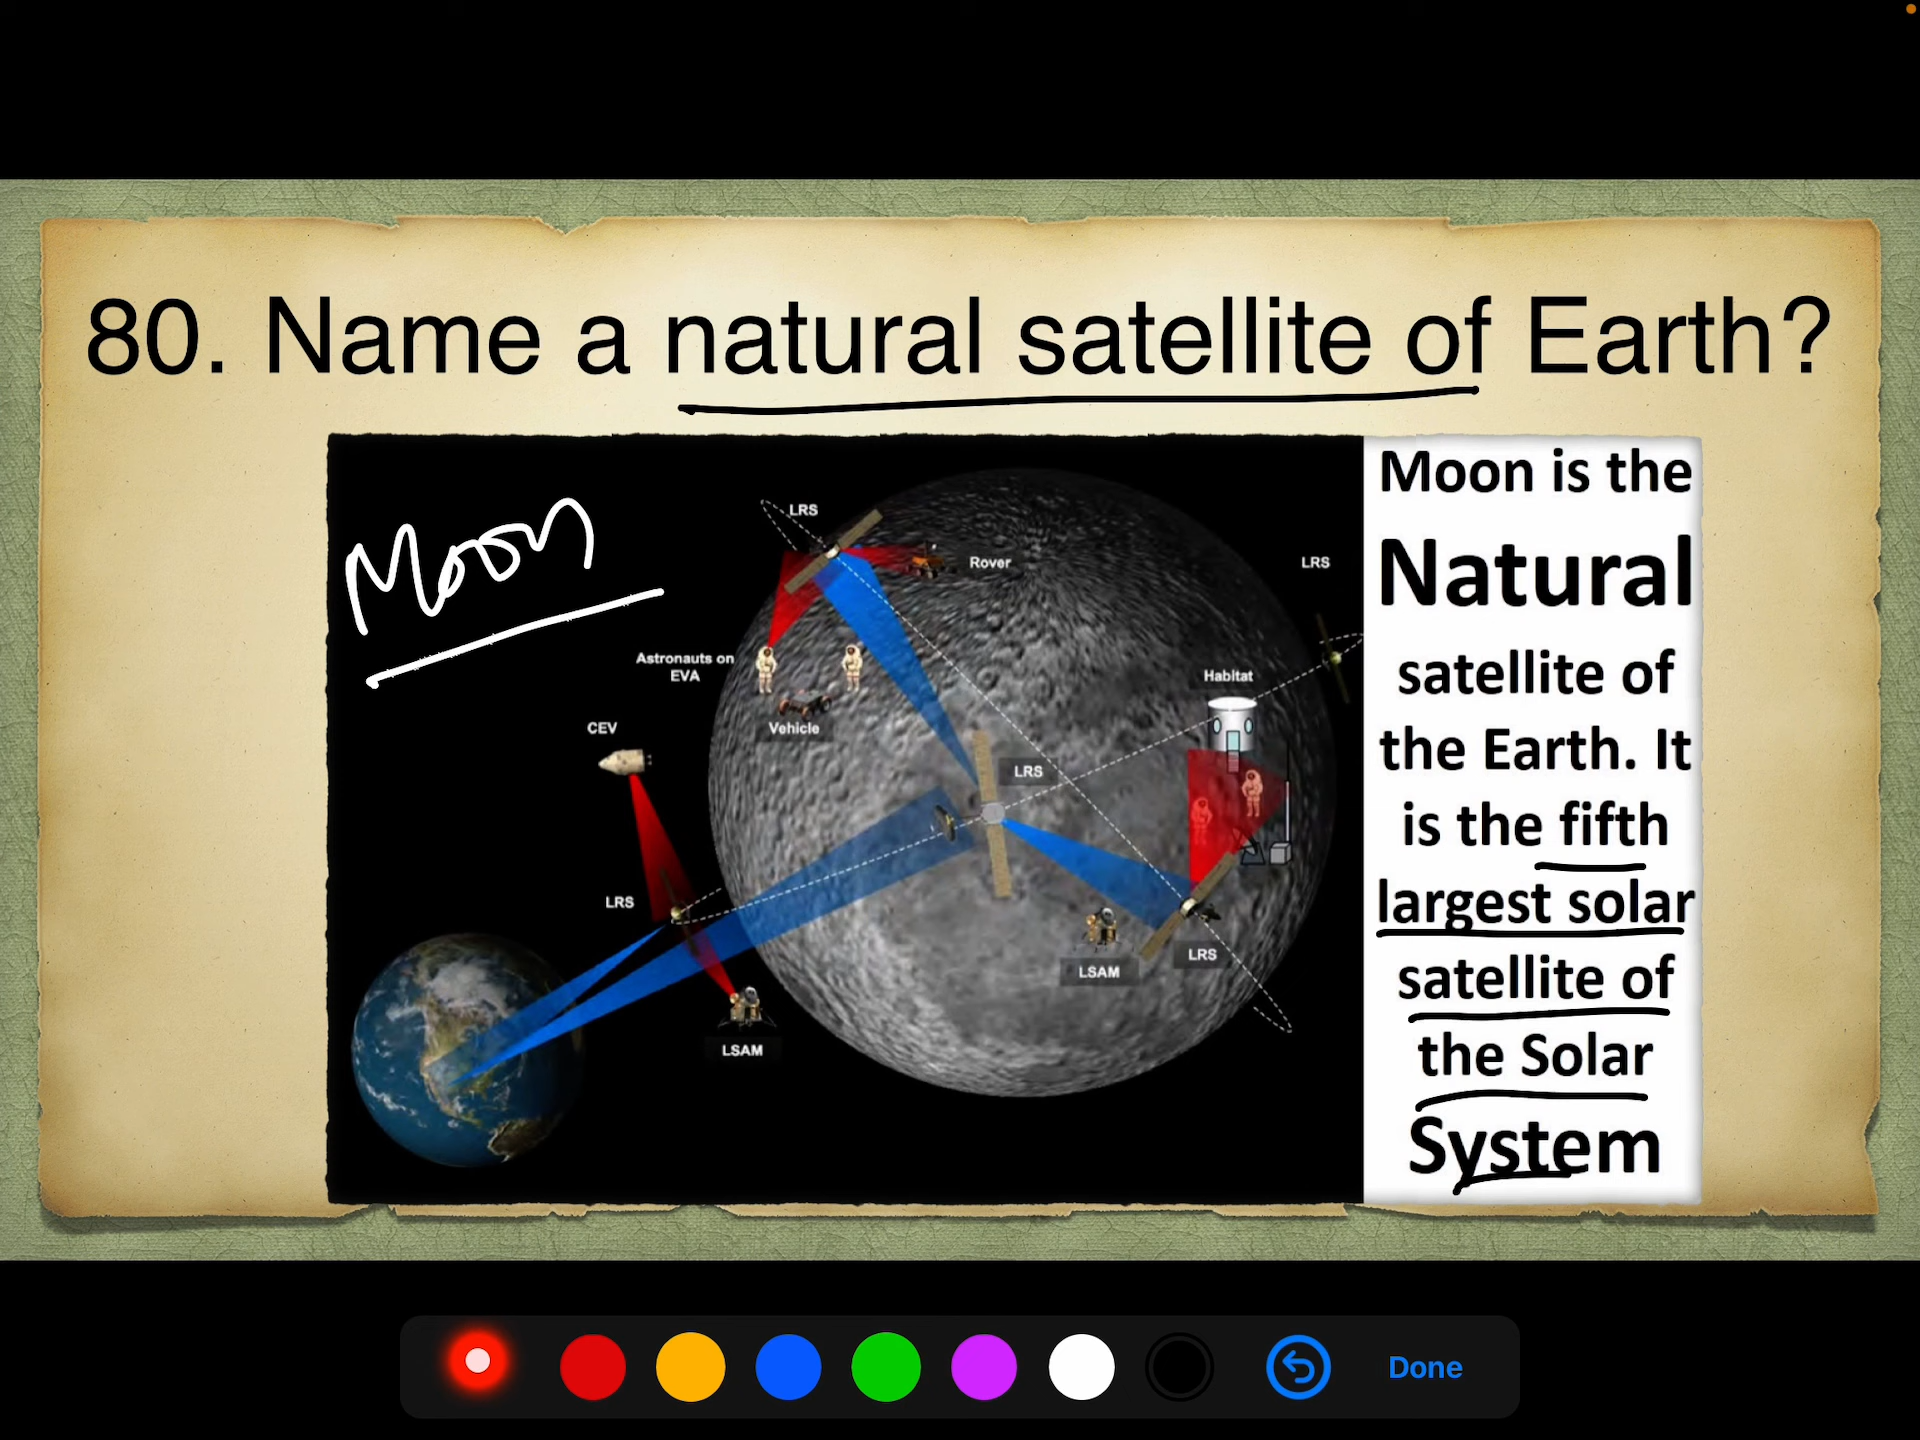 80. Name a natural satellite of Earth?
Moon
LRS
Rover
LRS
Astronauts on
EVA
Vehicle
Habitat
CEV
LRS
LRS
LSAM
LRS
LSAM
Moon is the
Natural
satellite of
the Earth. It
is the fifth
largest solar
satellite of
the Solar
System
Done